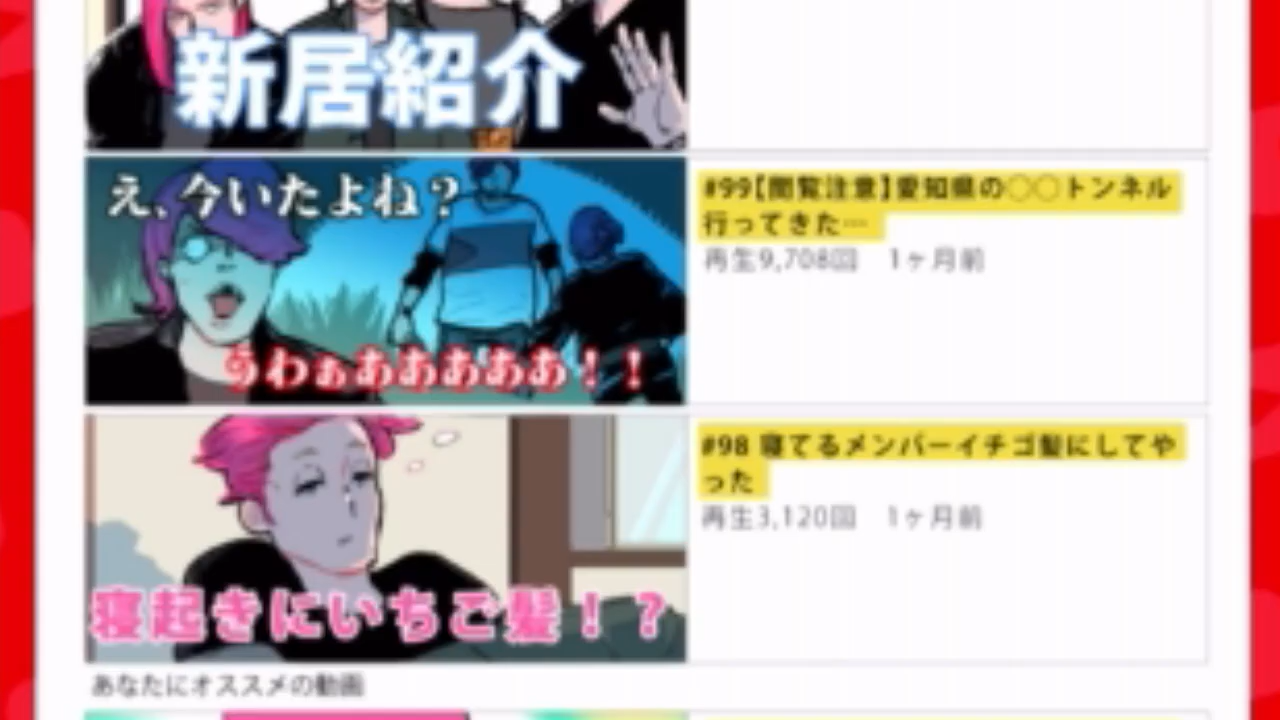 新居紹介
え、今いたよね？
うわぁあああああ！！
#99【閲覧注意】愛知県の○○トンネル
行ってきた…
再生9,708回　1ヶ月前
寝起きにいちご髪！？
#98 寝てるメンバーイチゴ髪にしてや
った
再生3,120回　1ヶ月前
あなたにオススメの動画